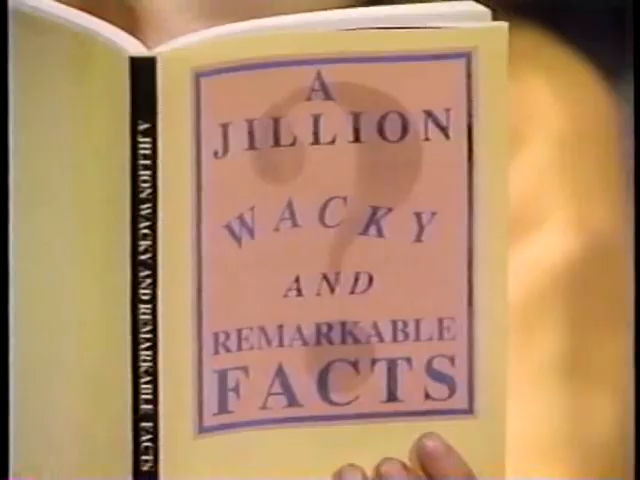 A JILLION WACKY AND REMARKABLE FACTS
A
JILLION
WACKY
AND
REMARKABLE
FACTS
?